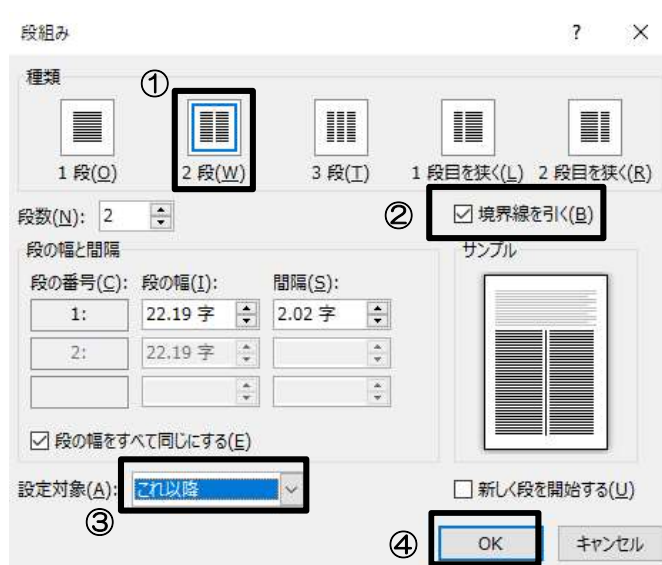 段組み ? ×
種類
①
1 段(O) 2 段(W) 3 段(T) 1 段目を狭く(L) 2 段目を狭く(R)
段数(N): 2 ② 境界線を引く(B)
段の幅と間隔 サンプル
段の番号(C): 段の幅(I): 間隔(S):
1: 22.19 字 2.02 字
2: 22.19 字
段の幅をすべて同じにする(E)
設定対象(A): これ以降 新しく段を開始する(U)
③
④ OK キャンセル